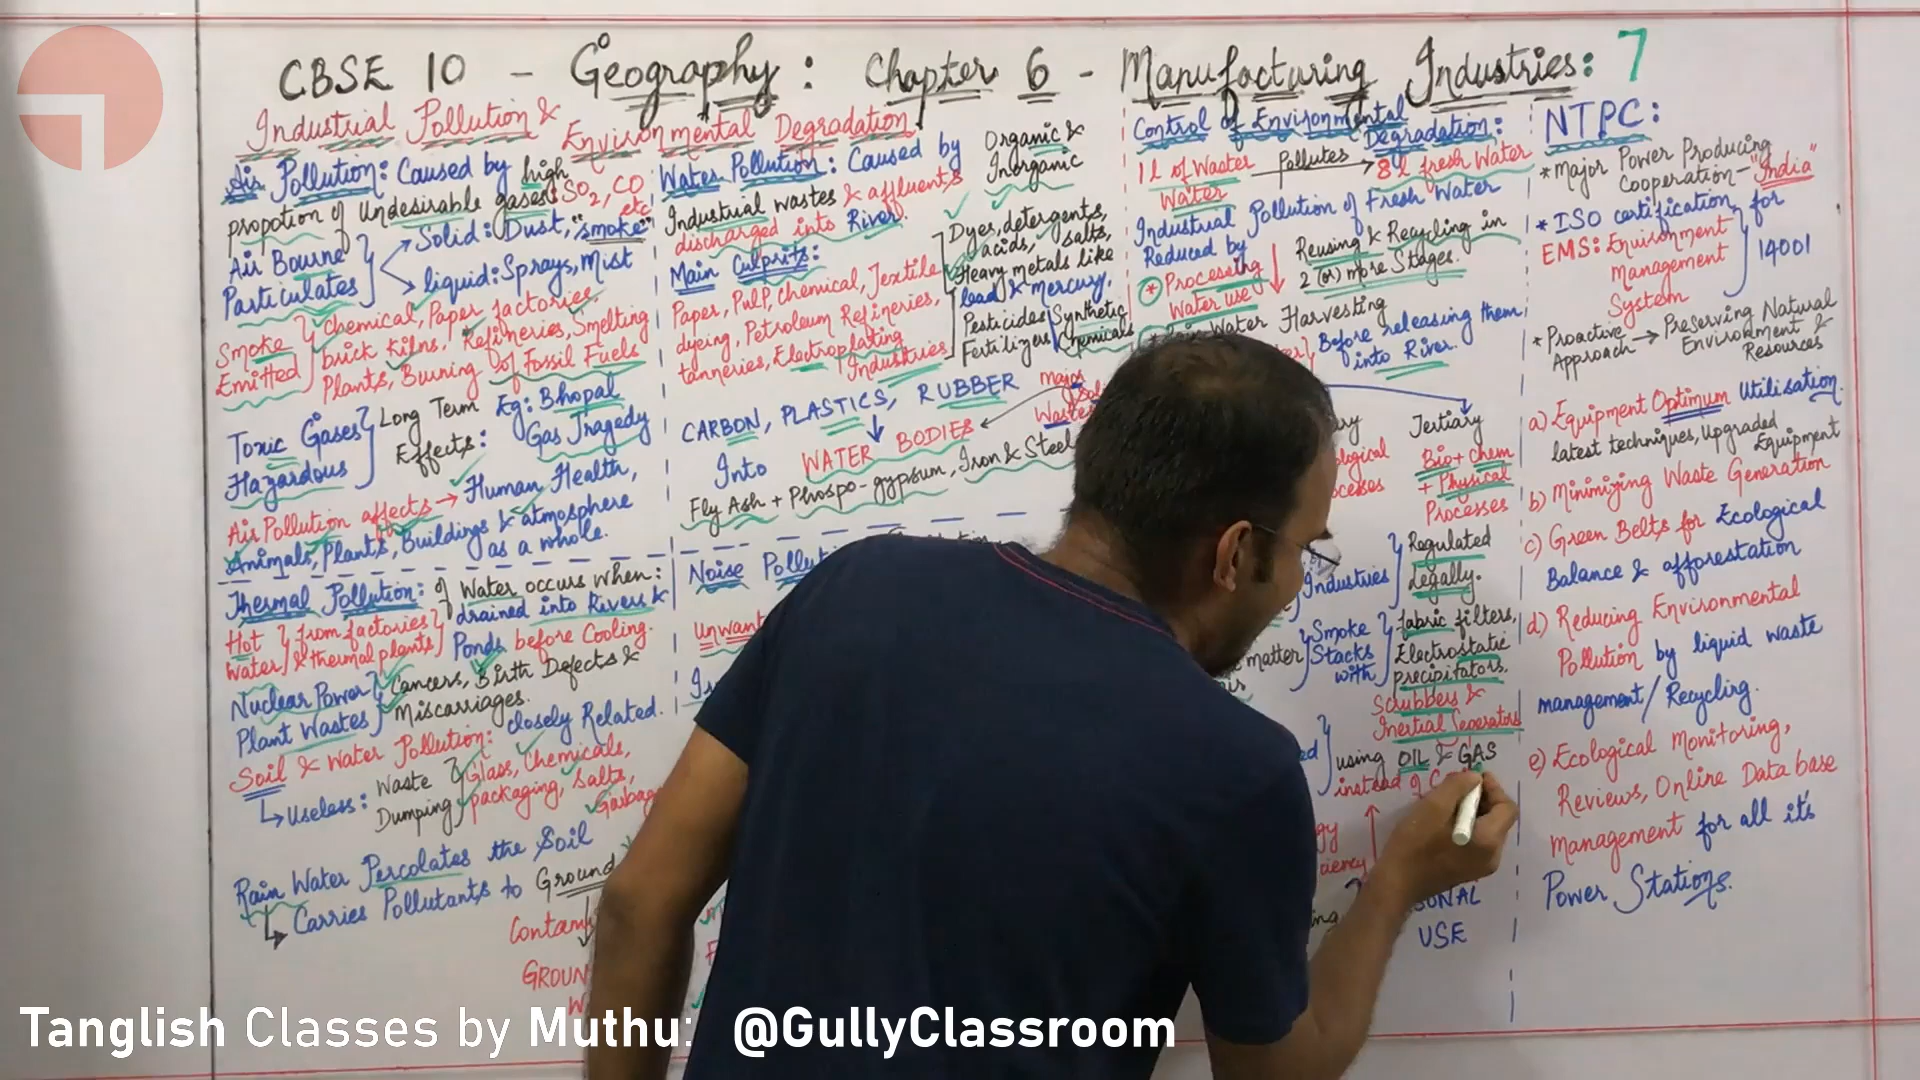 CBSE 10 - Geography: Chapter 6 - Manufacturing Industries: 7
Industrial Pollution &
Environmental Degradation
Air Pollution: Caused by high
propotion of undesirable gases SO2, CO
etc
Air Bourne
Particulates
Solid: Dust, "smoke"
liquid: Sprays, Mist
Smoke
Emitted
Chemical, Paper factories,
brick Kilns, Refineries, Smelting
Plants, Burning of Fossil Fuels
Toxic Gases
Hazardous
Long Term
Effects:
Eg: Bhopal
Gas Tragedy
Air Pollution affects → Human Health,
Animals, Plants, Buildings & atmosphere
as a whole.
Thermal Pollution: of Water occurs when:
Hot
Water
from factories
& thermal plants
drained into Rivers &
Ponds before Cooling.
Nuclear Power
Plant Wastes
Cancers, Birth Defects &
Miscarriages.
Soil & Water Pollution: closely Related.
Useless: Waste
Dumping
Glass, Chemicals,
packaging, Salts,
Garbage
Rain Water Percolates the Soil
Carries Pollutants to Ground
GROUN
Water Pollution: Caused by
Industrial wastes & affluents
discharged into River.
Organic &
Inorganic
Main Culprits:
Paper, Pulp, chemical, Textile
dyeing, Petroleum Refineries,
tanneries, Electroplating
Industries
Dyes, detergents,
acids, salts,
Heavy metals like
lead & mercury,
Pesticides
Fertilizers
Synthetic
Chemicals
CARBON, PLASTICS, RUBBER
Into WATER BODIES
major
Fly Ash + Phospo-gypsum, Iron & Steel
Noise
Control of Environmental
Degradation:
1l of Waster
Water
Pollutes → 8l fresh Water
Industrial Pollution of Fresh Water
Reduced by
* Processing
Water use
Reusing & Recycling in
2 (or) more Stages.
Water Harvesting
Before releasing them
into River.
Tertiary
Bio + chem
+ Physical
Processes
Industries
Regulated
Legally.
matter
Smoke
Stacks
with
fabric filters,
Electrostatic
precipitators.
Scrubbers &
Inertial Seperators
using OIL & GAS
instead of
USE
NTPC:
* Major Power Producing
Cooperation - "India"
* ISO certification for
EMS: Environment
Management
System
14001
* Proactive
Approach → Preserving Natural
Environment &
Resources
a) Equipment Optimum Utilisation
latest techniques, upgraded
Equipment
b) Minimizing Waste Generation
c) Green Belts for Ecological
Balance & afforestation
d) Reducing Environmental
Pollution by liquid waste
management / Recycling.
e) Ecological Monitoring,
Reviews, Online Data base
Management for all it's
Power Stations.
Tanglish Classes by Muthu: @GullyClassroom